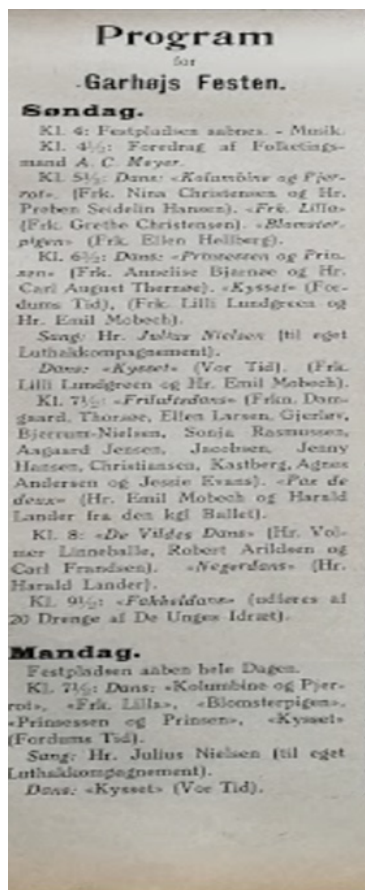 Program
for
Garhøjs Festen.
Søndag.
Kl. 4: Festpladsen aabnes. - Musik.
Kl. 4½: Foredrag af Folketings-
mand A. C. Meyer.
Kl. 5½: Dans: «Kolumbine og Pjer-
rot», (Frk. Nina Christensen og Hr.
Preben Seidelin Hansen). «Frk. Lilla»
(Frk. Grethe Christensen). «Blomster-
pigen» (Frk. Ellen Hellberg).
Kl. 6½: Dans: «Prinsessen og Prin-
sen» (Frk. Annelise Bjærnøe og Hr.
Carl August Thorsøe). «Kysset» (For-
dums Tid), (Frk. Lilli Lundgreen og
Hr. Emil Mobech).
Sang: Hr. Julius Nielsen (til eget
Luthakkompagnement).
Dans: «Kysset» (Vor Tid). (Frk.
Lilli Lundgreen og Hr. Emil Mobech).
Kl. 7½: «Friluftsdans» (Frkn. Dam-
gaard, Thorsøe, Ellen Larsen, Gjerløv,
Bjerrum-Nielsen, Sonja Rasmussen,
Aagaard Jensen, Jacobsen, Jenny
Hansen, Christiansen, Kastberg, Agnes
Andersen og Jessie Evans). «Pas de
deux» (Hr. Emil Mobech og Harald
Lander fra den kgl Ballet).
Kl. 8: «De Vildes Dans» (Hr. Vol-
mer Linneballe, Robert Arildsen og
Carl Frandsen). «Negerdans» (Hr.
Harald Lander).
Kl. 9½: «Fakkeldans» (udføres af
20 Drenge af De Unges Idræt).
Mandag.
Festpladsen aaben hele Dagen.
Kl. 7½: Dans: «Kolumbine og Pjer-
rot», «Frk. Lilla», «Blomsterpigen»,
«Prinsessen og Prinsen», «Kysset»
(Fordums Tid).
Sang: Hr. Julius Nielsen (til eget
Luthakkompagnement).
Dans: «Kysset» (Vor Tid).